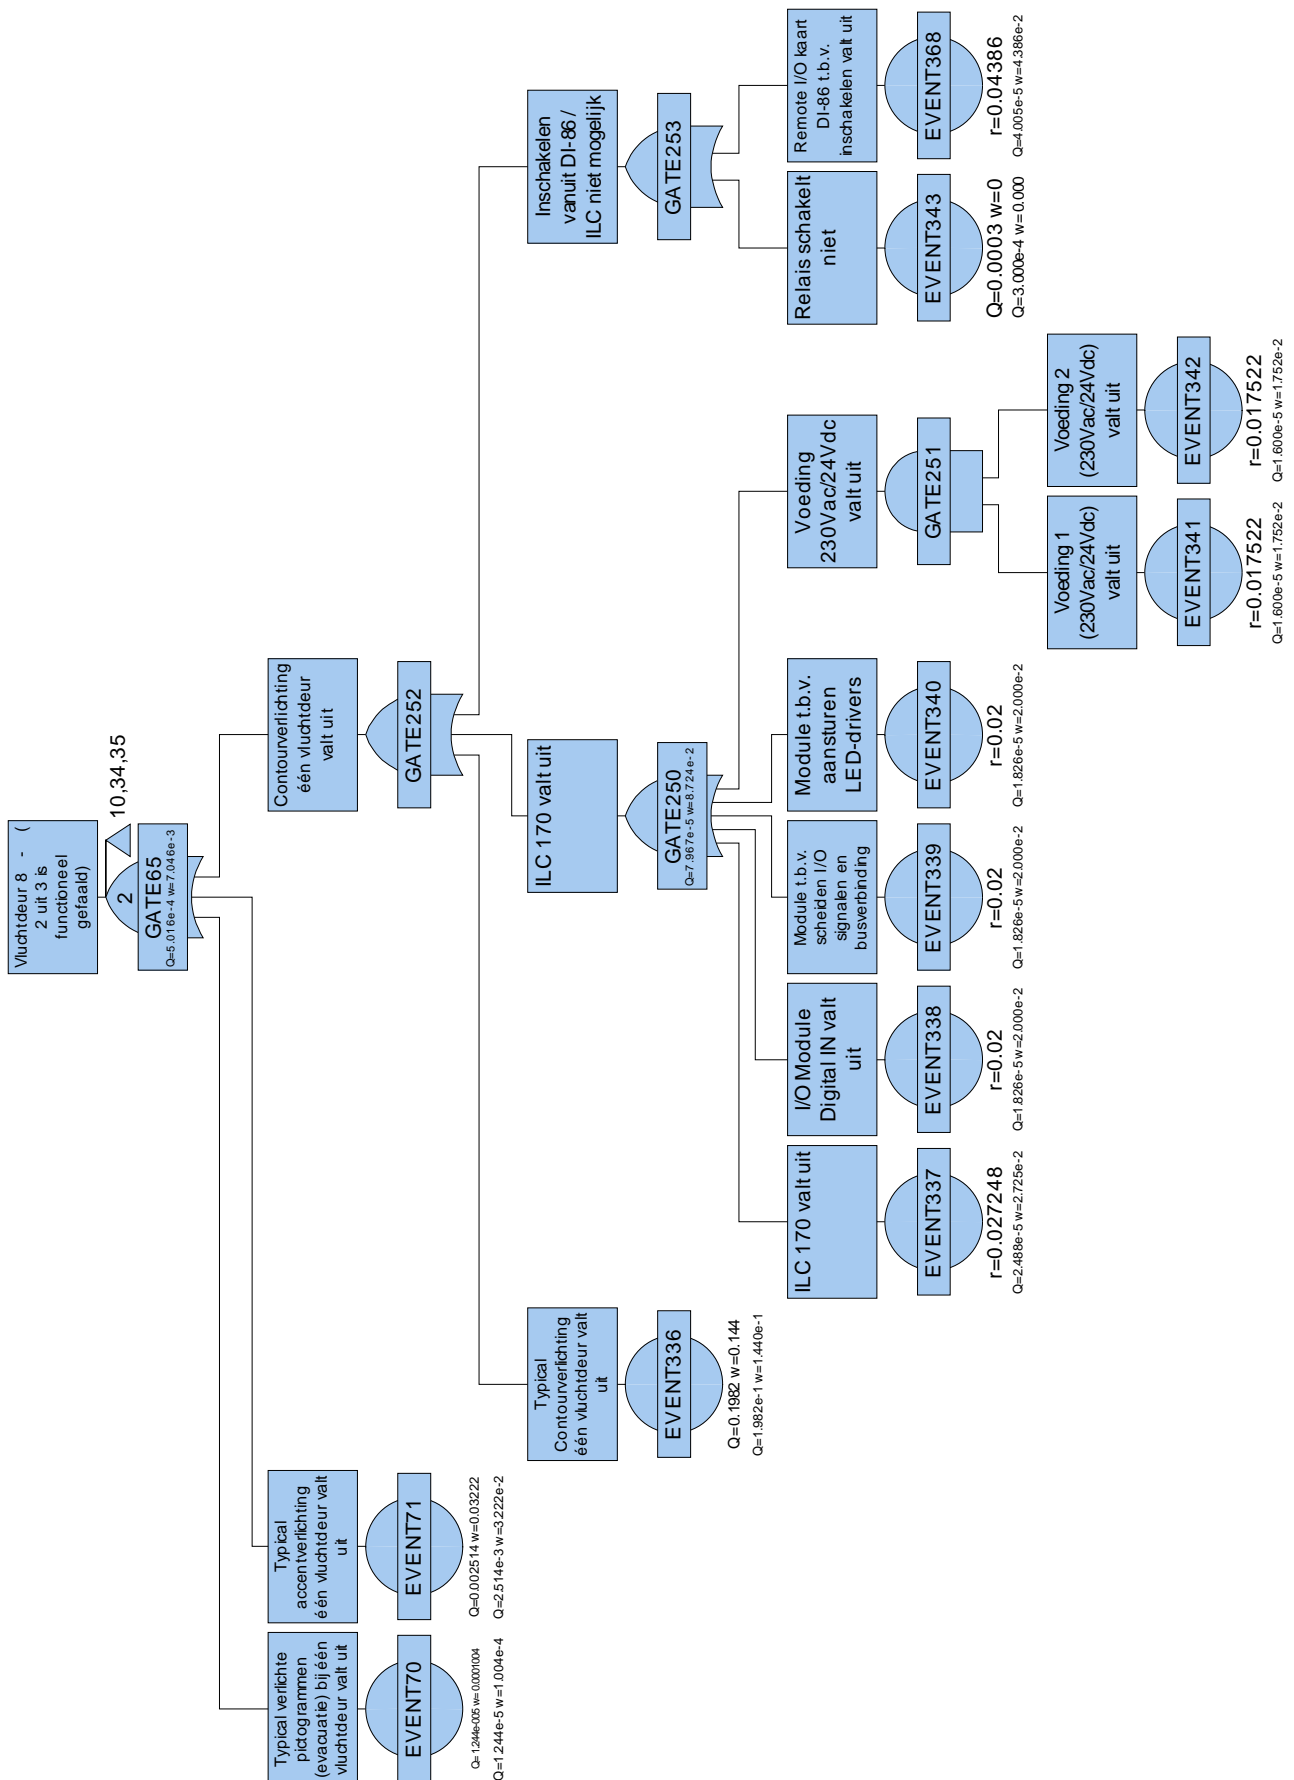 Vluchtdeur 8 - (
2 uit 3 is
functioneel
gefaald)
2
10,34,35
GATE65
Q=5.016e-4 w=7.046e-3
Typical verlichte
pictogrammen
(evacuatie) bij één
vluchtdeur valt uit
EVENT70
Q=1.244e-005 w=0.0001004
Q=1.244e-5 w=1.004e-4
Typical
accentverlichting
één vluchtdeur valt
uit
EVENT71
Q=0.002514 w=0.03222
Q=2.514e-3 w=3.222e-2
Contourverlichting
één vluchtdeur
valt uit
GATE252
Typical
Contourverlichting
één vluchtdeur valt
uit
EVENT336
Q=0.1982 w=0.144
Q=1.982e-1 w=1.440e-1
ILC 170 valt uit
GATE250
Q=7.967e-5 w=8.724e-2
Inschakelen
vanuit DI-86 /
ILC niet mogelijk
GATE253
ILC 170 valt uit
EVENT337
r=0.027248
Q=2.488e-5 w=2.725e-2
I/O Module
Digital IN valt
uit
EVENT338
r=0.02
Q=1.826e-5 w=2.000e-2
Module t.b.v.
scheiden I/O
signalen en
busverbinding
EVENT339
r=0.02
Q=1.826e-5 w=2.000e-2
Module t.b.v.
aansturen
LED-drivers
EVENT340
r=0.02
Q=1.826e-5 w=2.000e-2
Voeding
230Vac/24Vdc
valt uit
GATE251
Relais schakelt
niet
EVENT343
Q=0.0003 w=0
Q=3.000e-4 w=0.000
Remote I/O kaart
DI-86 t.b.v.
inschakelen valt uit
EVENT368
r=0.04386
Q=4.005e-5 w=4.386e-2
Voeding 1
(230Vac/24Vdc)
valt uit
EVENT341
r=0.017522
Q=1.600e-5 w=1.752e-2
Voeding 2
(230Vac/24Vdc)
valt uit
EVENT342
r=0.017522
Q=1.600e-5 w=1.752e-2